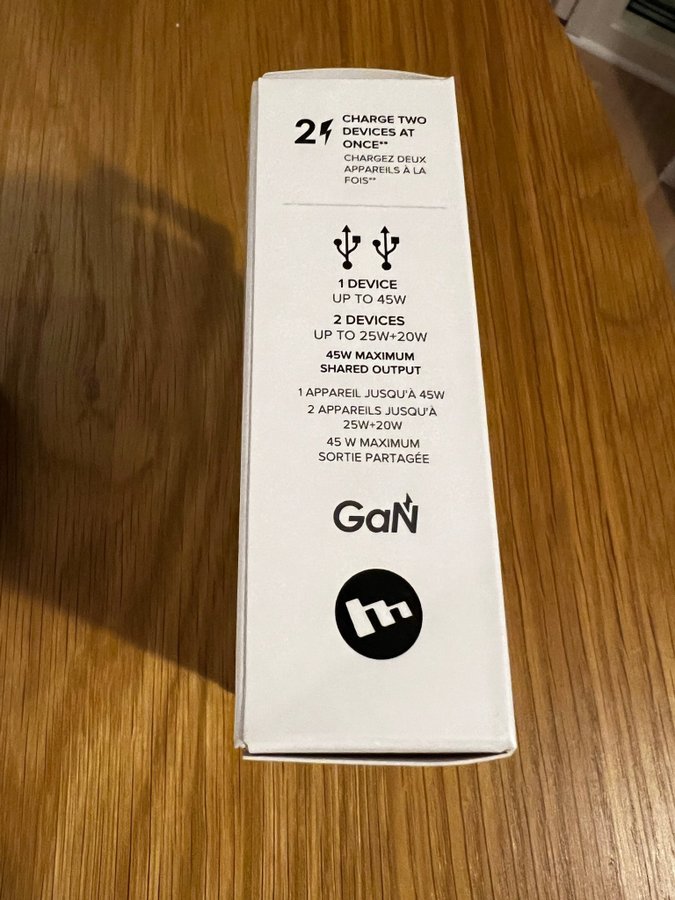 2
CHARGE TWO
DEVICES AT
ONCE**
CHARGEZ DEUX
APPAREILS À LA
FOIS**
1 DEVICE
UP TO 45W
2 DEVICES
UP TO 25W+20W
45W MAXIMUM
SHARED OUTPUT
1 APPAREIL JUSQU'À 45W
2 APPAREILS JUSQU'À
25W+20W
45 W MAXIMUM
SORTIE PARTAGÉE
GaN
m